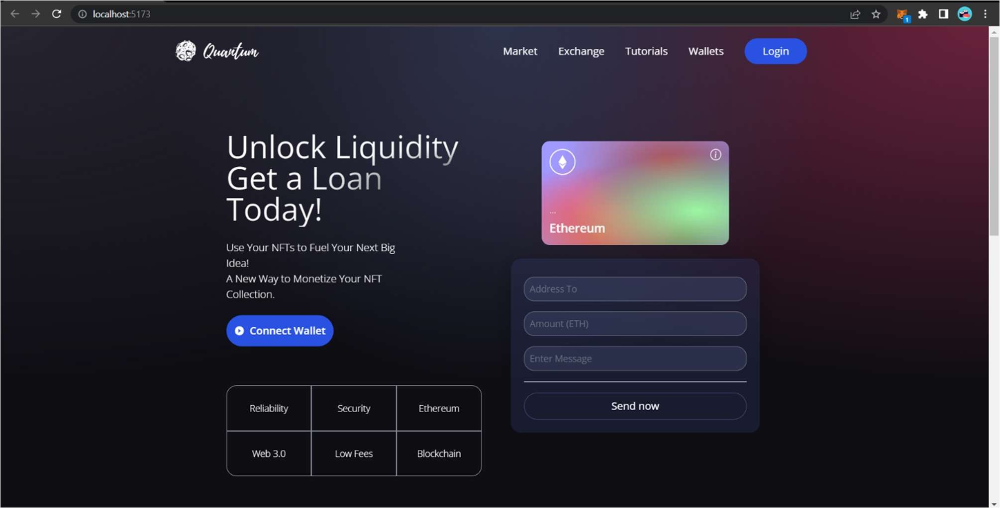 localhost:5173
1
Quantum
Market Exchange Tutorials Wallets Login
Unlock Liquidity
Get a Loan
Today!
Use Your NFTs to Fuel Your Next Big
Idea!
A New Way to Monetize Your NFT
Collection.
Connect Wallet
Reliability Security Ethereum
Web 3.0 Low Fees Blockchain
...
Ethereum
Address To
Amount (ETH)
Enter Message
Send now